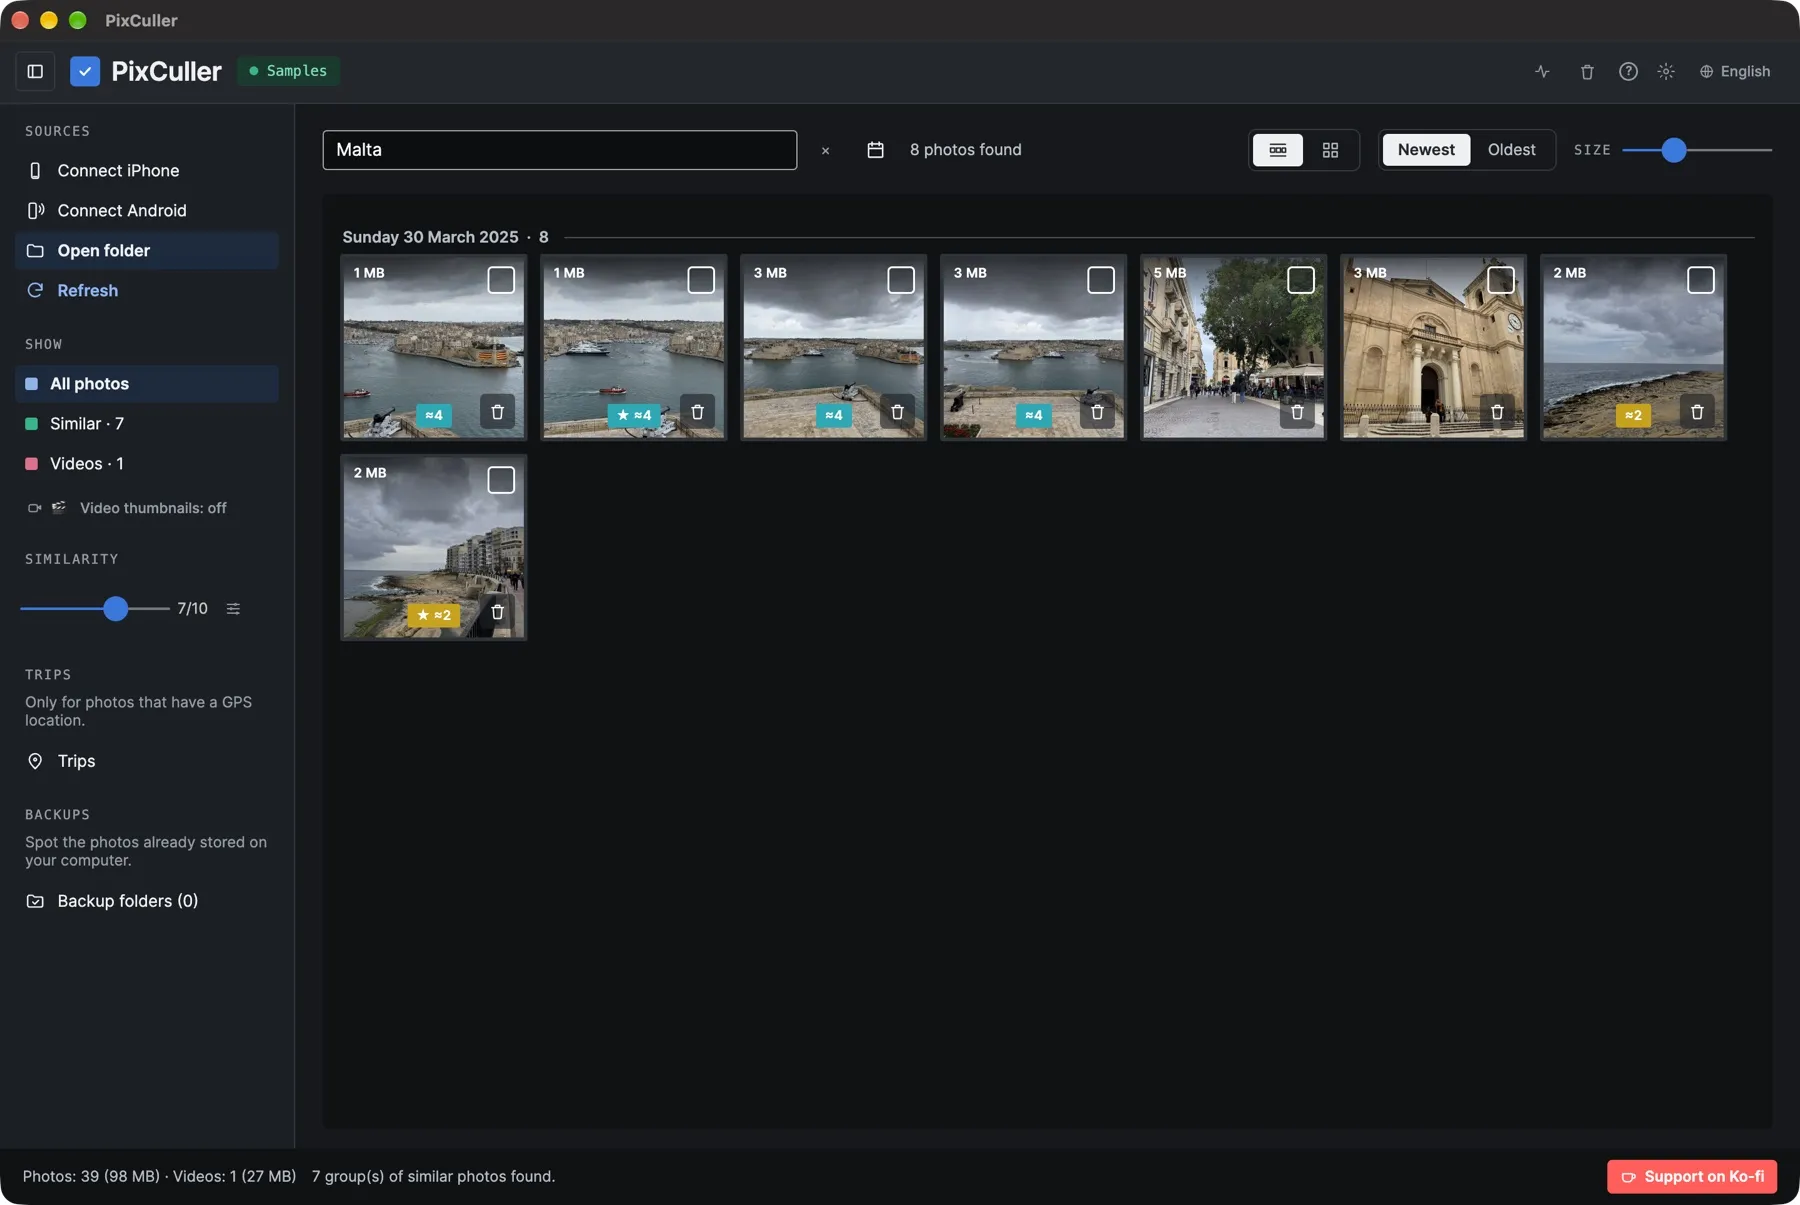 PixCuller
PixCuller
Samples
English
SOURCES
Connect iPhone
Connect Android
Open folder
Refresh
SHOW
All photos
Similar · 7
Videos · 1
Video thumbnails: off
SIMILARITY
7/10
TRIPS
Only for photos that have a GPS
location.
Trips
BACKUPS
Spot the photos already stored on
your computer.
Backup folders (0)
Malta
×
8 photos found
Newest
Oldest
SIZE
Sunday 30 March 2025 · 8
1 MB
≈4
1 MB
★ ≈4
3 MB
≈4
3 MB
≈4
5 MB
3 MB
2 MB
≈2
2 MB
★ ≈2
Photos: 39 (98 MB) · Videos: 1 (27 MB)
7 group(s) of similar photos found.
Support on Ko-fi